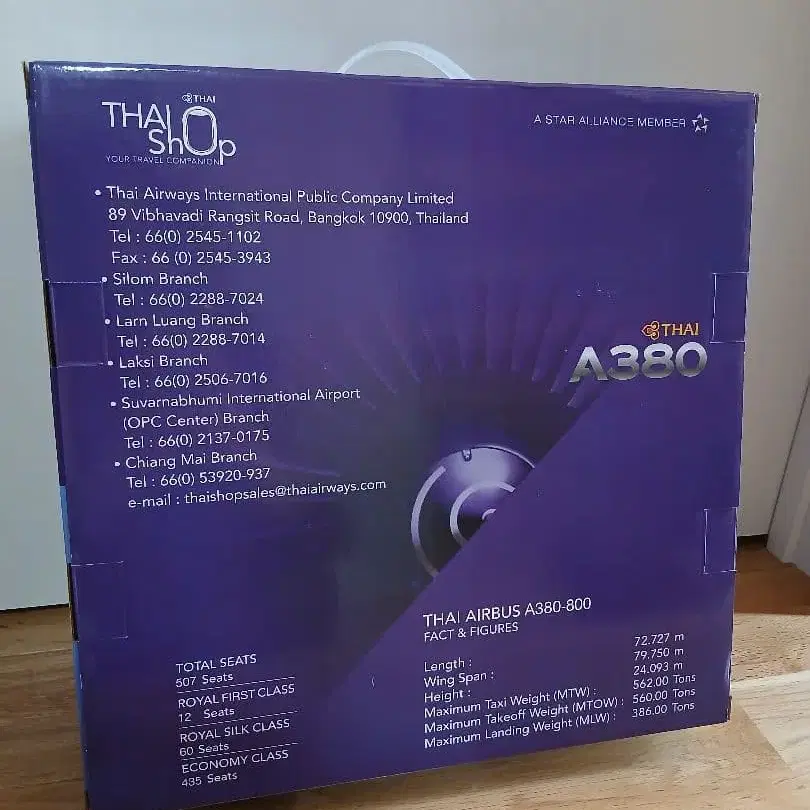 THAI
THAI
ShOp
YOUR TRAVEL COMPANION
A STAR ALLIANCE MEMBER
• Thai Airways International Public Company Limited
89 Vibhavadi Rangsit Road, Bangkok 10900, Thailand
Tel : 66(0) 2545-1102
Fax : 66 (0) 2545-3943
• Silom Branch
Tel : 66(0) 2288-7024
• Larn Luang Branch
Tel : 66(0) 2288-7014
• Laksi Branch
Tel : 66(0) 2506-7016
• Suvarnabhumi International Airport
(OPC Center) Branch
Tel : 66(0) 2137-0175
• Chiang Mai Branch
Tel : 66(0) 53920-937
e-mail : thaishopsales@thaiairways.com
THAI
A380
TOTAL SEATS
507 Seats
ROYAL FIRST CLASS
12 Seats
ROYAL SILK CLASS
60 Seats
ECONOMY CLASS
435 Seats
THAI AIRBUS A380-800
FACT & FIGURES
Length : 72.727 m
Wing Span : 79.750 m
Height : 24.093 m
Maximum Taxi Weight (MTW) : 562.00 Tons
Maximum Takeoff Weight (MTOW) : 560.00 Tons
Maximum Landing Weight (MLW) : 386.00 Tons